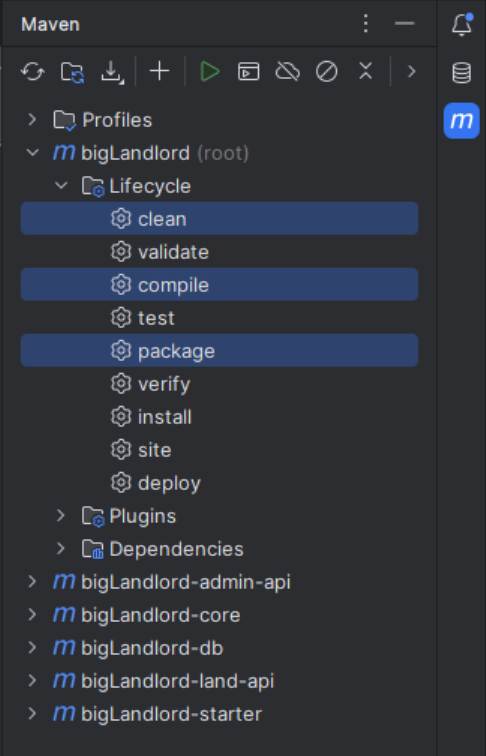 Maven
Profiles
m bigLandlord (root)
Lifecycle
clean
validate
compile
test
package
verify
install
site
deploy
Plugins
Dependencies
m bigLandlord-admin-api
m bigLandlord-core
m bigLandlord-db
m bigLandlord-land-api
m bigLandlord-starter
m